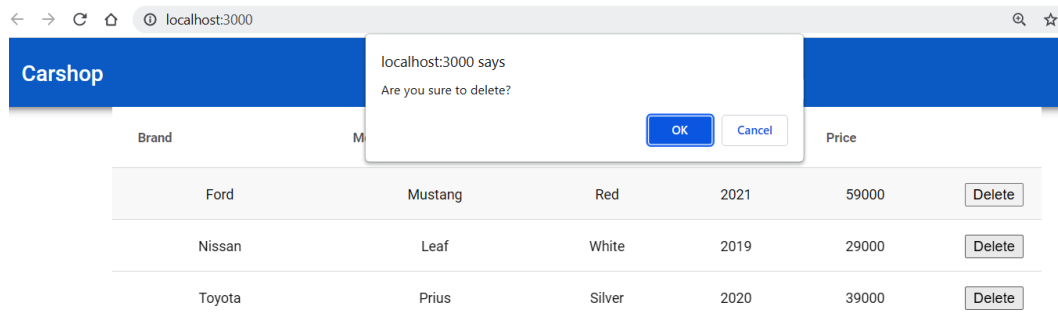 localhost:3000
Carshop
localhost:3000 says
Are you sure to delete?
OK Cancel
Brand M Price
Ford Mustang Red 2021 59000 Delete
Nissan Leaf White 2019 29000 Delete
Toyota Prius Silver 2020 39000 Delete